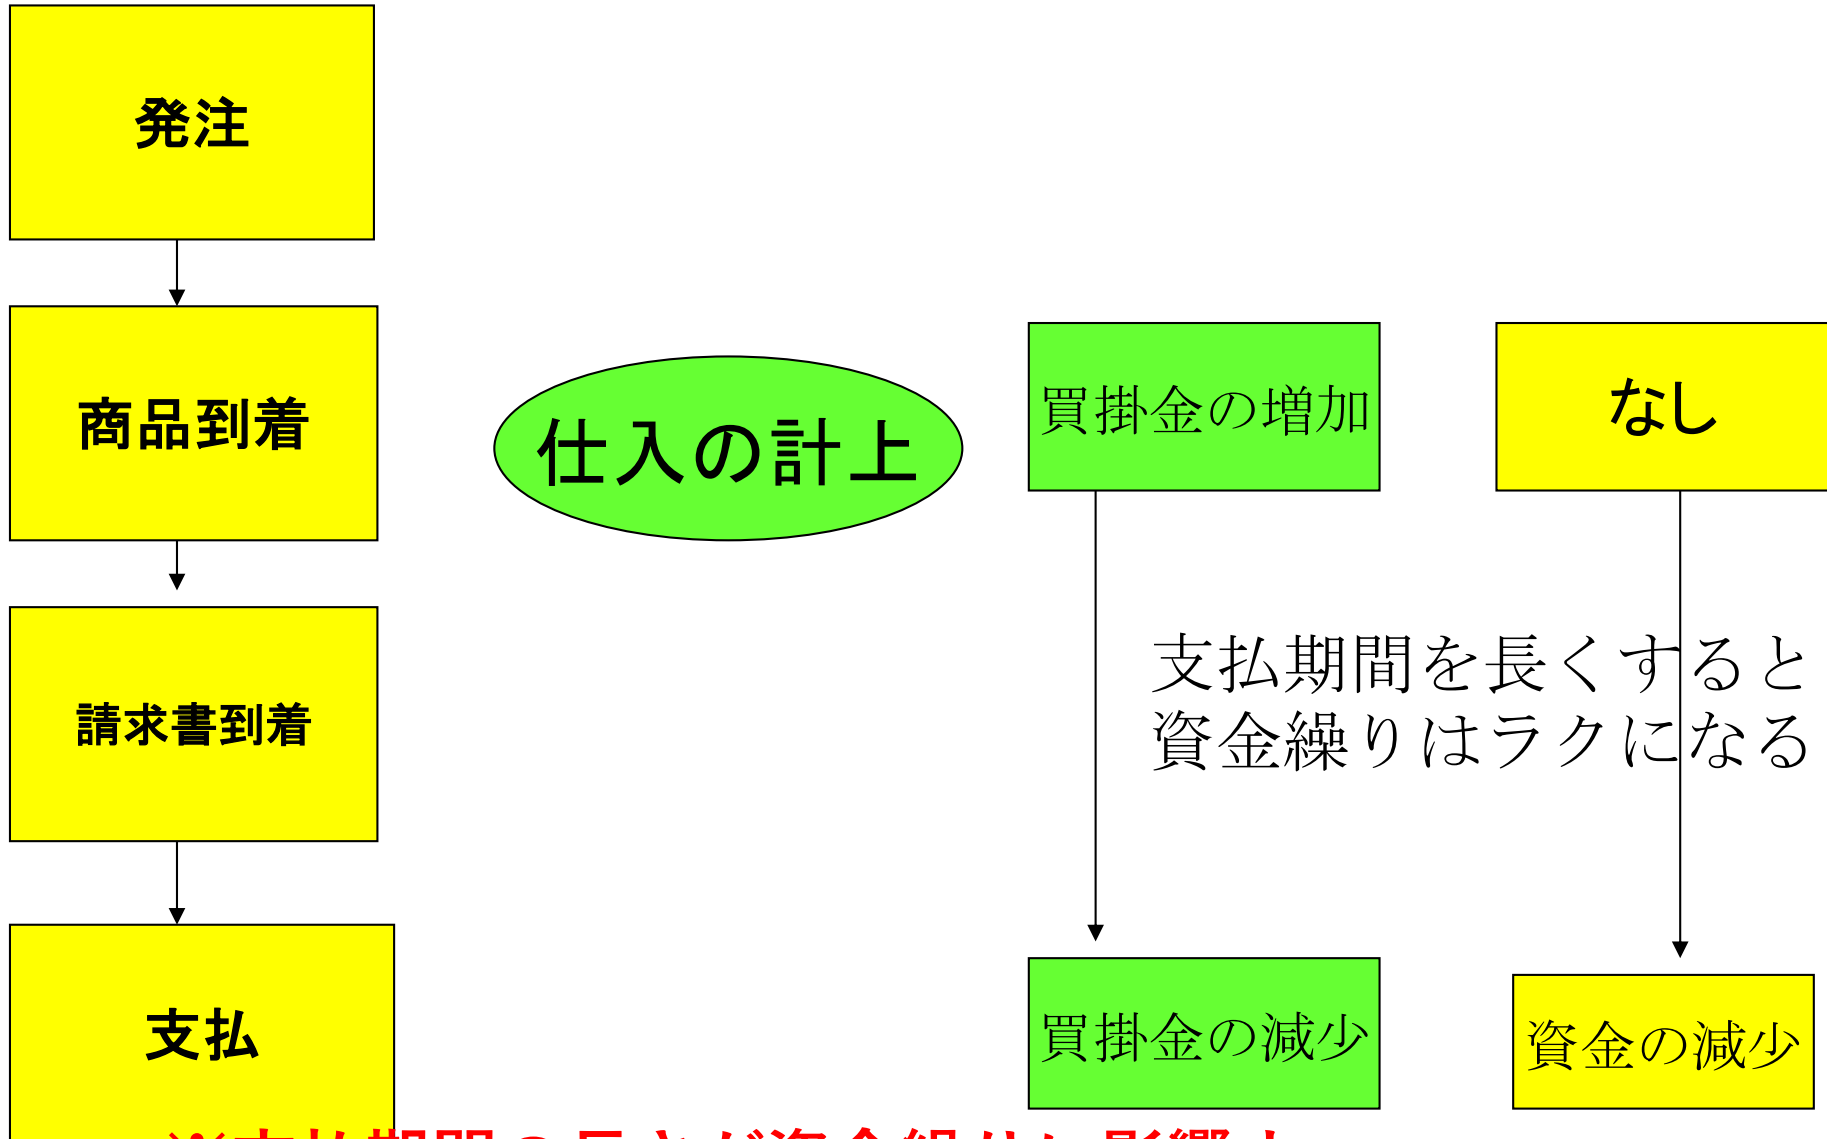 発注
商品到着
仕入の計上
買掛金の増加
なし
支払期間を長くすると
資金繰りはラクになる
請求書到着
支払
買掛金の減少
資金の減少